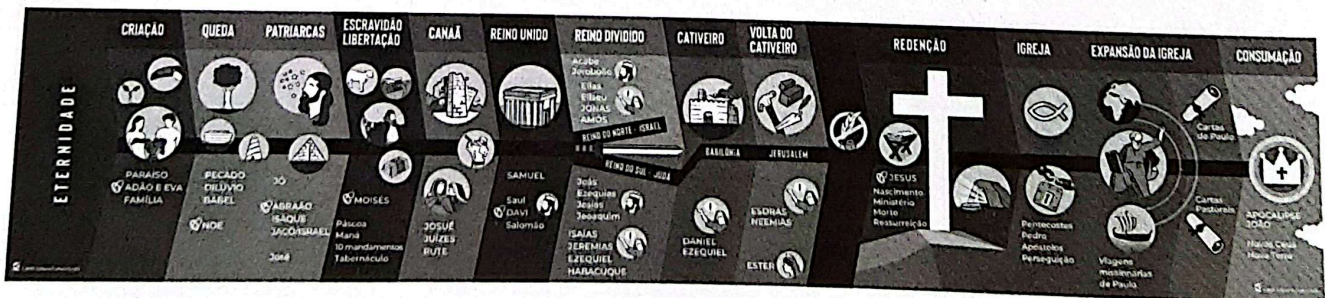 ETERNIDADE
CRIAÇÃO
PARAÍSO
ADÃO E EVA
FAMÍLIA
QUEDA
PECADO
DILÚVIO
BABEL
NOÉ
PATRIARCAS
JÓ
ABRAÃO
ISAQUE
JACÓ/ISRAEL
José
ESCRAVIDÃO
LIBERTAÇÃO
MOISÉS
Páscoa
Maná
10 mandamentos
Tabernáculo
CANAÃ
JOSUÉ
JUÍZES
RUTE
REINO UNIDO
SAMUEL
Saul
DAVI
Salomão
REINO DIVIDIDO
Acabe
Jeroboão
Elias
Eliseu
JONAS
AMÓS
REINO DO NORTE - ISRAEL
REINO DO SUL - JUDÁ
Joás
Ezequias
Josias
Jeoaquim
ISAÍAS
JEREMIAS
EZEQUIEL
HABACUQUE
CATIVEIRO
BABILÔNIA
DANIEL
EZEQUIEL
VOLTA DO
CATIVEIRO
JERUSALÉM
ESDRAS
NEEMIAS
ESTER
REDENÇÃO
JESUS
Nascimento
Ministério
Morte
Ressurreição
IGREJA
Pentecostes
Pedro
Apóstolos
Perseguição
EXPANSÃO DA IGREJA
Cartas
de Paulo
Cartas
Pastorais
Viagens
missionárias
de Paulo
CONSUMAÇÃO
APOCALIPSE
JOÃO
Novos Céus
Nova Terra